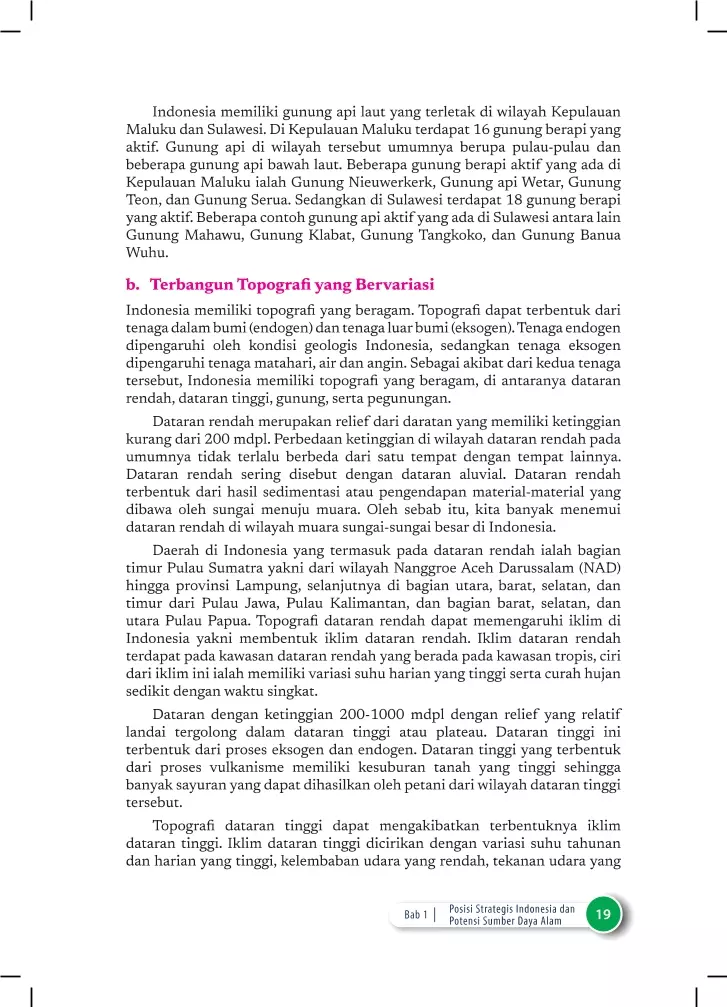 Indonesia memiliki gunung api laut yang terletak di wilayah Kepulauan
Maluku dan Sulawesi. Di Kepulauan Maluku terdapat 16 gunung berapi yang
aktif. Gunung api di wilayah tersebut umumnya berupa pulau-pulau dan
beberapa gunung api bawah laut. Beberapa gunung berapi aktif yang ada di
Kepulauan Maluku ialah Gunung Nieuwerkerk, Gunung api Wetar, Gunung
Teon, dan Gunung Serua. Sedangkan di Sulawesi terdapat 18 gunung berapi
yang aktif. Beberapa contoh gunung api aktif yang ada di Sulawesi antara lain
Gunung Mahawu, Gunung Klabat, Gunung Tangkoko, dan Gunung Banua
Wuhu.
b. Terbangun Topografi yang Bervariasi
Indonesia memiliki topografi yang beragam. Topografi dapat terbentuk dari
tenaga dalam bumi (endogen) dan tenaga luar bumi (eksogen). Tenaga endogen
dipengaruhi oleh kondisi geologis Indonesia, sedangkan tenaga eksogen
dipengaruhi tenaga matahari, air dan angin. Sebagai akibat dari kedua tenaga
tersebut, Indonesia memiliki topografi yang beragam, di antaranya dataran
rendah, dataran tinggi, gunung, serta pegunungan.
Dataran rendah merupakan relief dari daratan yang memiliki ketinggian
kurang dari 200 mdpl. Perbedaan ketinggian di wilayah dataran rendah pada
umumnya tidak terlalu berbeda dari satu tempat dengan tempat lainnya.
Dataran rendah sering disebut dengan dataran aluvial. Dataran rendah
terbentuk dari hasil sedimentasi atau pengendapan material-material yang
dibawa oleh sungai menuju muara. Oleh sebab itu, kita banyak menemui
dataran rendah di wilayah muara sungai-sungai besar di Indonesia.
Daerah di Indonesia yang termasuk pada dataran rendah ialah bagian
timur Pulau Sumatra yakni dari wilayah Nanggroe Aceh Darussalam (NAD)
hingga provinsi Lampung, selanjutnya di bagian utara, barat, selatan, dan
timur dari Pulau Jawa, Pulau Kalimantan, dan bagian barat, selatan, dan
utara Pulau Papua. Topografi dataran rendah dapat memengaruhi iklim di
Indonesia yakni membentuk iklim dataran rendah. Iklim dataran rendah
terdapat pada kawasan dataran rendah yang berada pada kawasan tropis, ciri
dari iklim ini ialah memiliki variasi suhu harian yang tinggi serta curah hujan
sedikit dengan waktu singkat.
Dataran dengan ketinggian 200-1000 mdpl dengan relief yang relatif
landai tergolong dalam dataran tinggi atau plateau. Dataran tinggi ini
terbentuk dari proses eksogen dan endogen. Dataran tinggi yang terbentuk
dari proses vulkanisme memiliki kesuburan tanah yang tinggi sehingga
banyak sayuran yang dapat dihasilkan oleh petani dari wilayah dataran tinggi
tersebut.
Topografi dataran tinggi dapat mengakibatkan terbentuknya iklim
dataran tinggi. Iklim dataran tinggi dicirikan dengan variasi suhu tahunan
dan harian yang tinggi, kelembaban udara yang rendah, tekanan udara yang
Bab 1 | Posisi Strategis Indonesia dan
Potensi Sumber Daya Alam
19